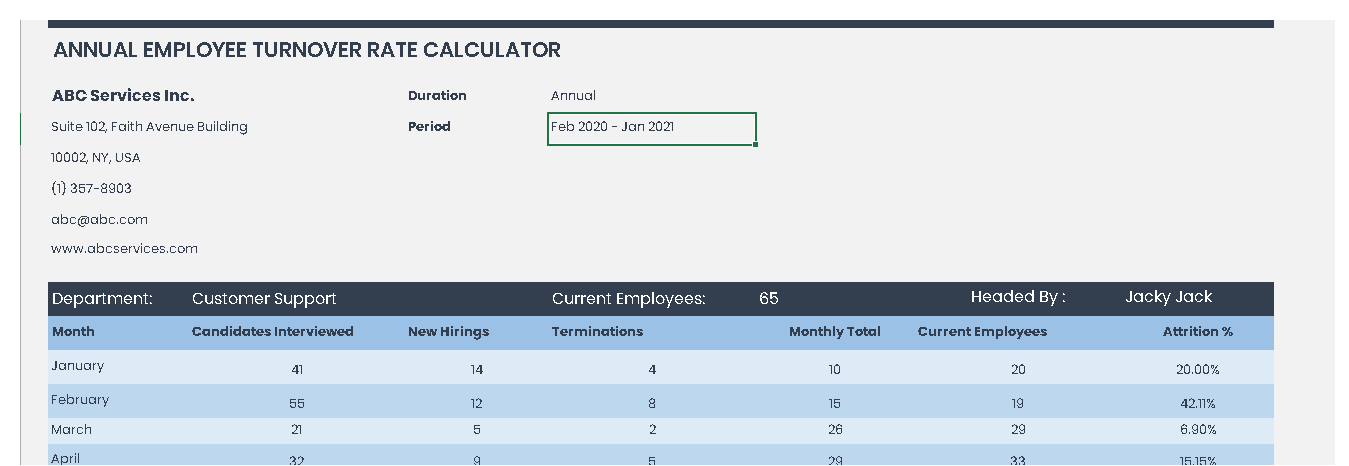 ANNUAL EMPLOYEE TURNOVER RATE CALCULATOR
ABC Services Inc. Duration Annual
Suite 102, Faith Avenue Building Period Feb 2020 - Jan 2021
10002, NY, USA
(1) 357-8903
abc@abc.com
www.abcservices.com
Department: Customer Support Current Employees: 65 Headed By : Jacky Jack
Month Candidates Interviewed New Hirings Terminations Monthly Total Current Employees Attrition %
January 41 14 4 10 20 20.00%
February 55 12 8 15 19 42.11%
March 21 5 2 26 29 6.90%
April 32 9 5 29 33 15.15%